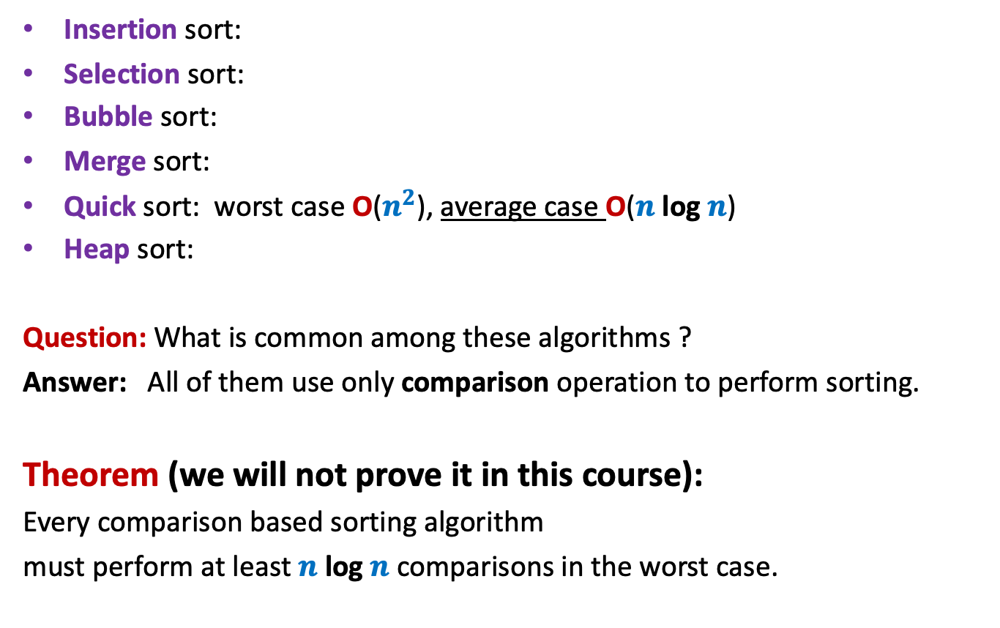 • Insertion sort:
• Selection sort:
• Bubble sort:
• Merge sort:
• Quick sort: worst case O(n²), average case O(n log n)
• Heap sort:
Question: What is common among these algorithms ?
Answer: All of them use only comparison operation to perform sorting.
Theorem (we will not prove it in this course):
Every comparison based sorting algorithm
must perform at least n log n comparisons in the worst case.